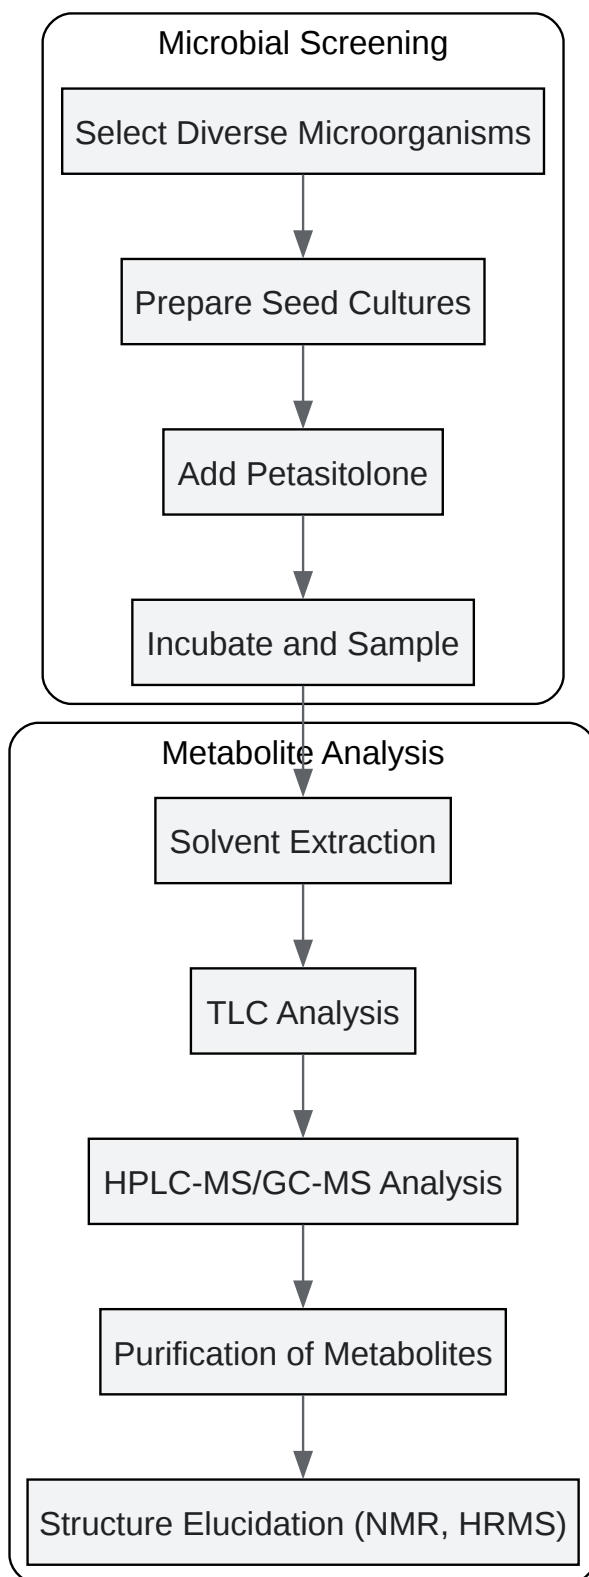 Microbial Screening
Select Diverse Microorganisms
Prepare Seed Cultures
Add Petasitolone
Incubate and Sample
Metabolite Analysis
Solvent Extraction
TLC Analysis
HPLC-MS/GC-MS Analysis
Purification of Metabolites
Structure Elucidation (NMR, HRMS)